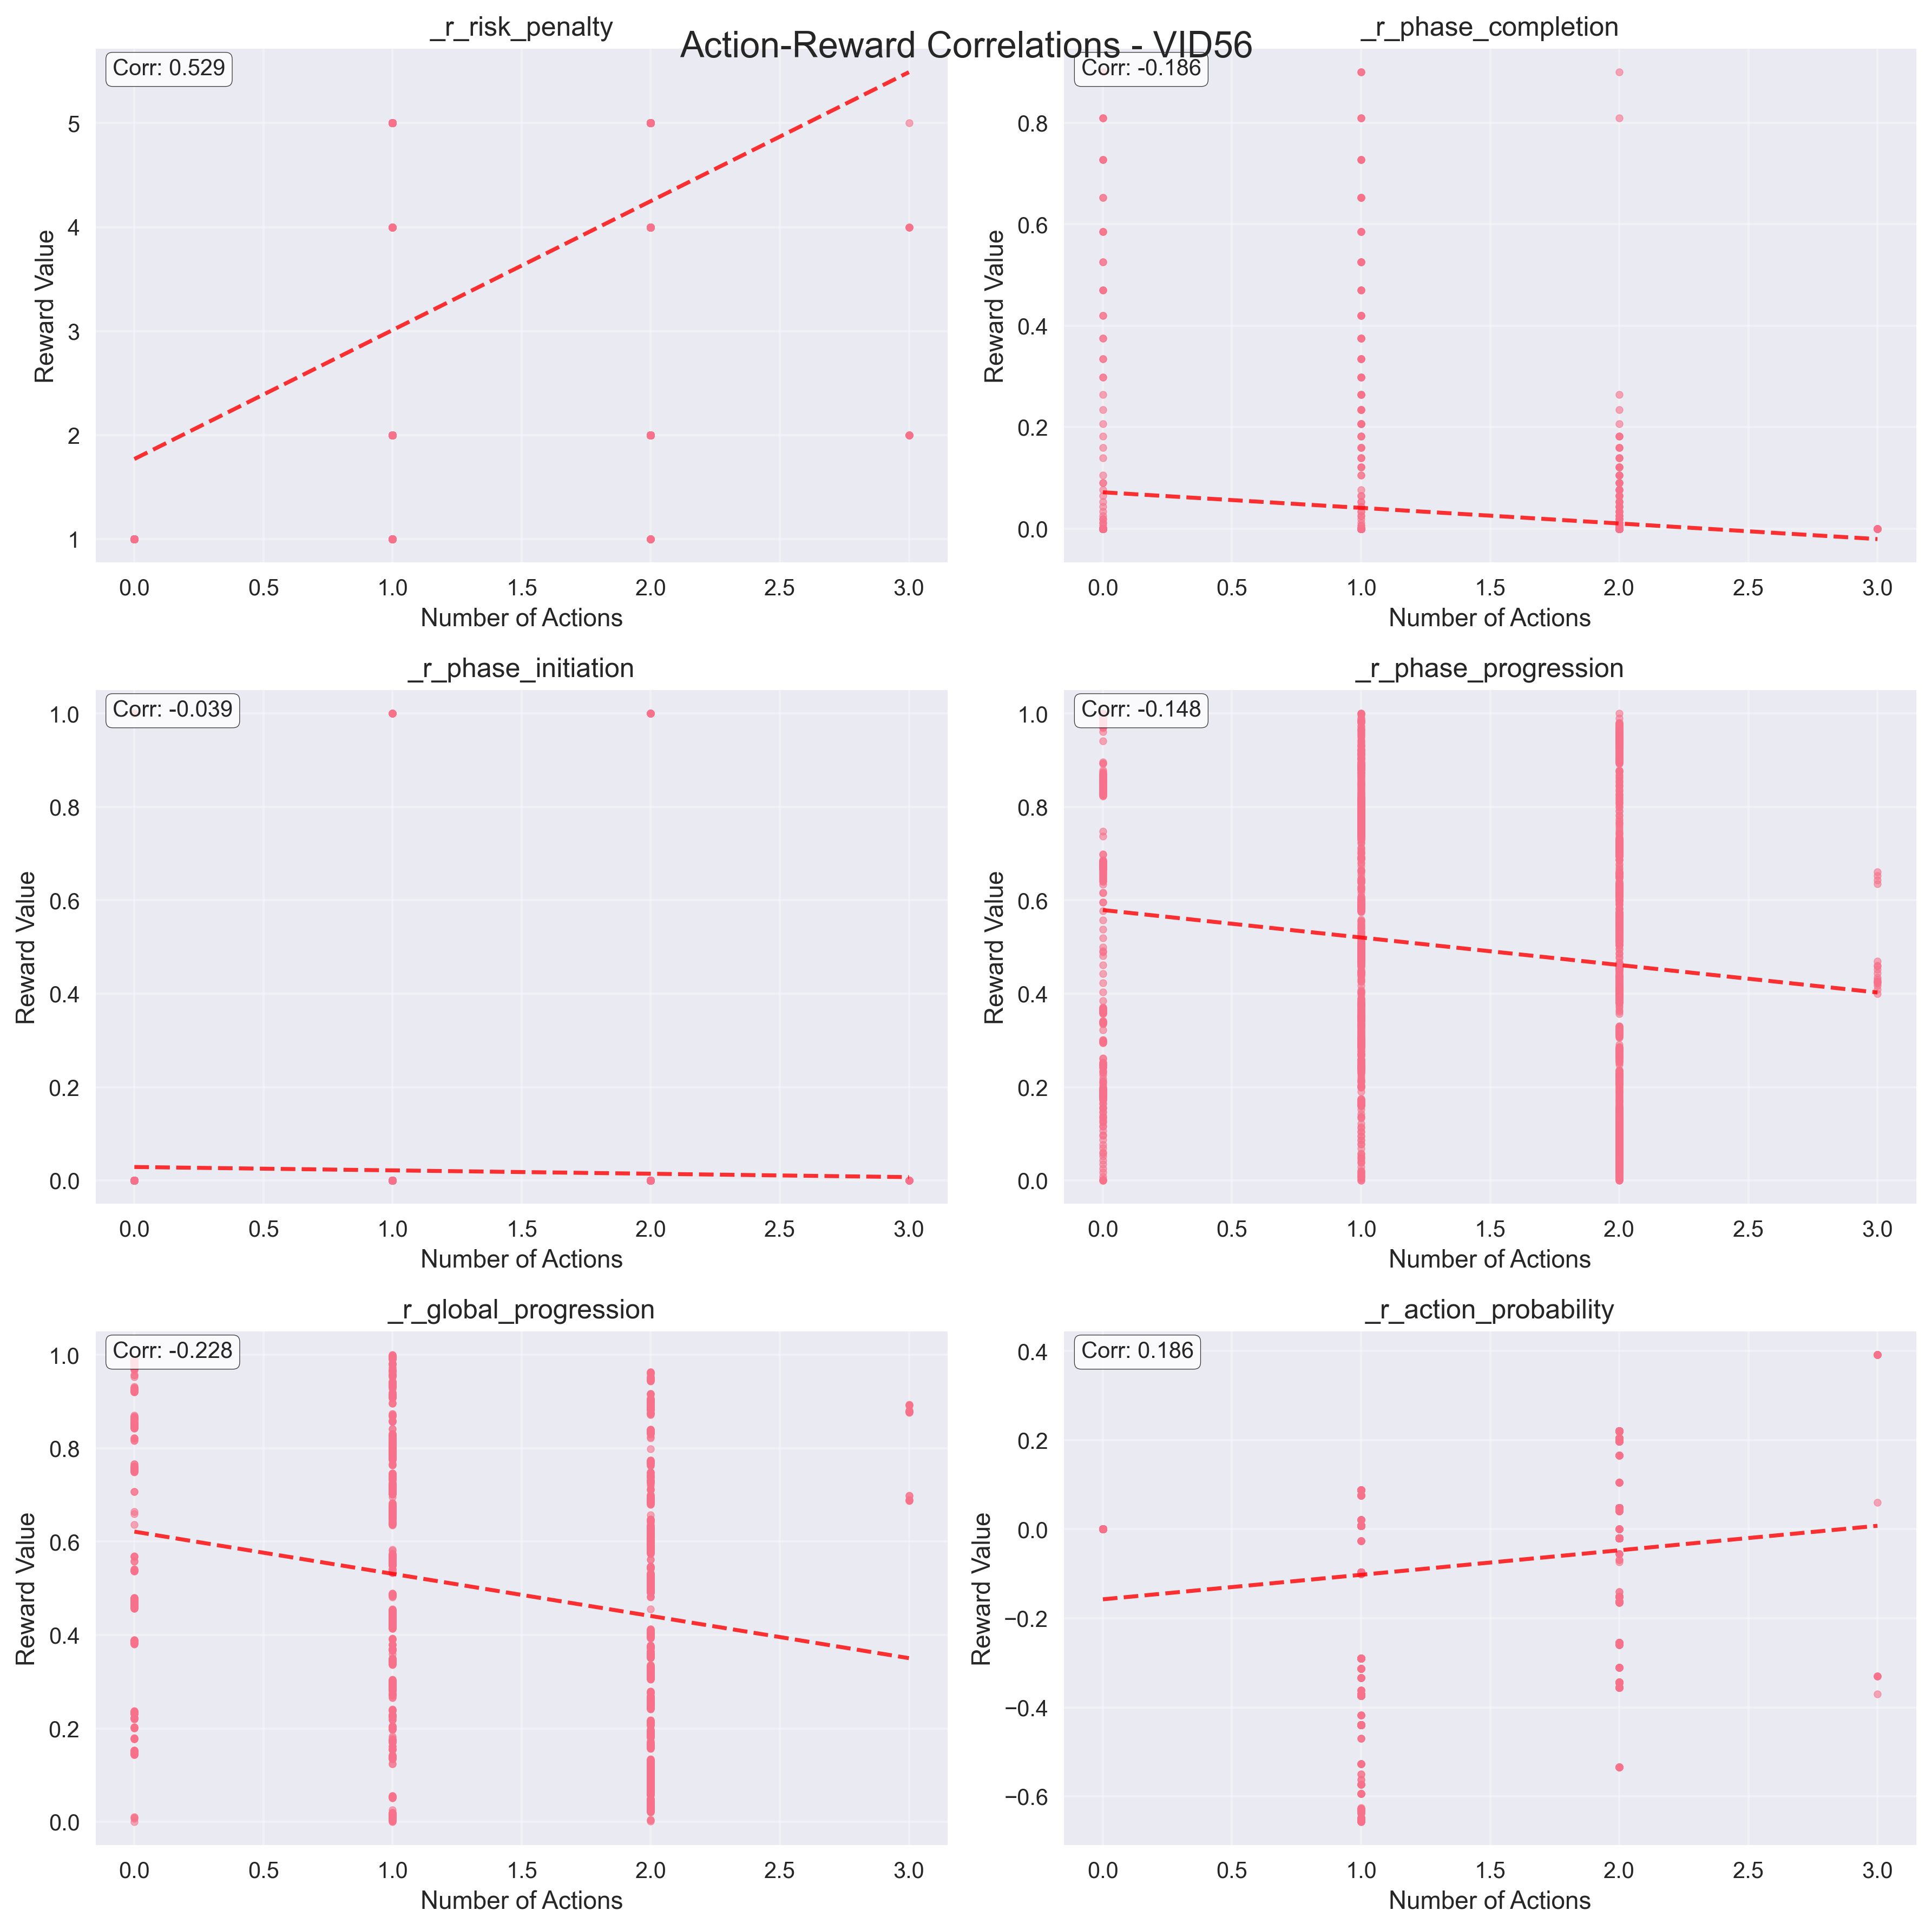 Action-Reward Correlations - VID56
_r_risk_penalty
Corr: 0.529
Reward Value
5
4
3
2
1
0.0 0.5 1.0 1.5 2.0 2.5 3.0
Number of Actions
_r_phase_completion
Corr: -0.186
Reward Value
0.8
0.6
0.4
0.2
0.0
0.0 0.5 1.0 1.5 2.0 2.5 3.0
Number of Actions
_r_phase_initiation
Corr: -0.039
Reward Value
1.0
0.8
0.6
0.4
0.2
0.0
0.0 0.5 1.0 1.5 2.0 2.5 3.0
Number of Actions
_r_phase_progression
Corr: -0.148
Reward Value
1.0
0.8
0.6
0.4
0.2
0.0
0.0 0.5 1.0 1.5 2.0 2.5 3.0
Number of Actions
_r_global_progression
Corr: -0.228
Reward Value
1.0
0.8
0.6
0.4
0.2
0.0
0.0 0.5 1.0 1.5 2.0 2.5 3.0
Number of Actions
_r_action_probability
Corr: 0.186
Reward Value
0.4
0.2
0.0
−0.2
−0.4
−0.6
0.0 0.5 1.0 1.5 2.0 2.5 3.0
Number of Actions